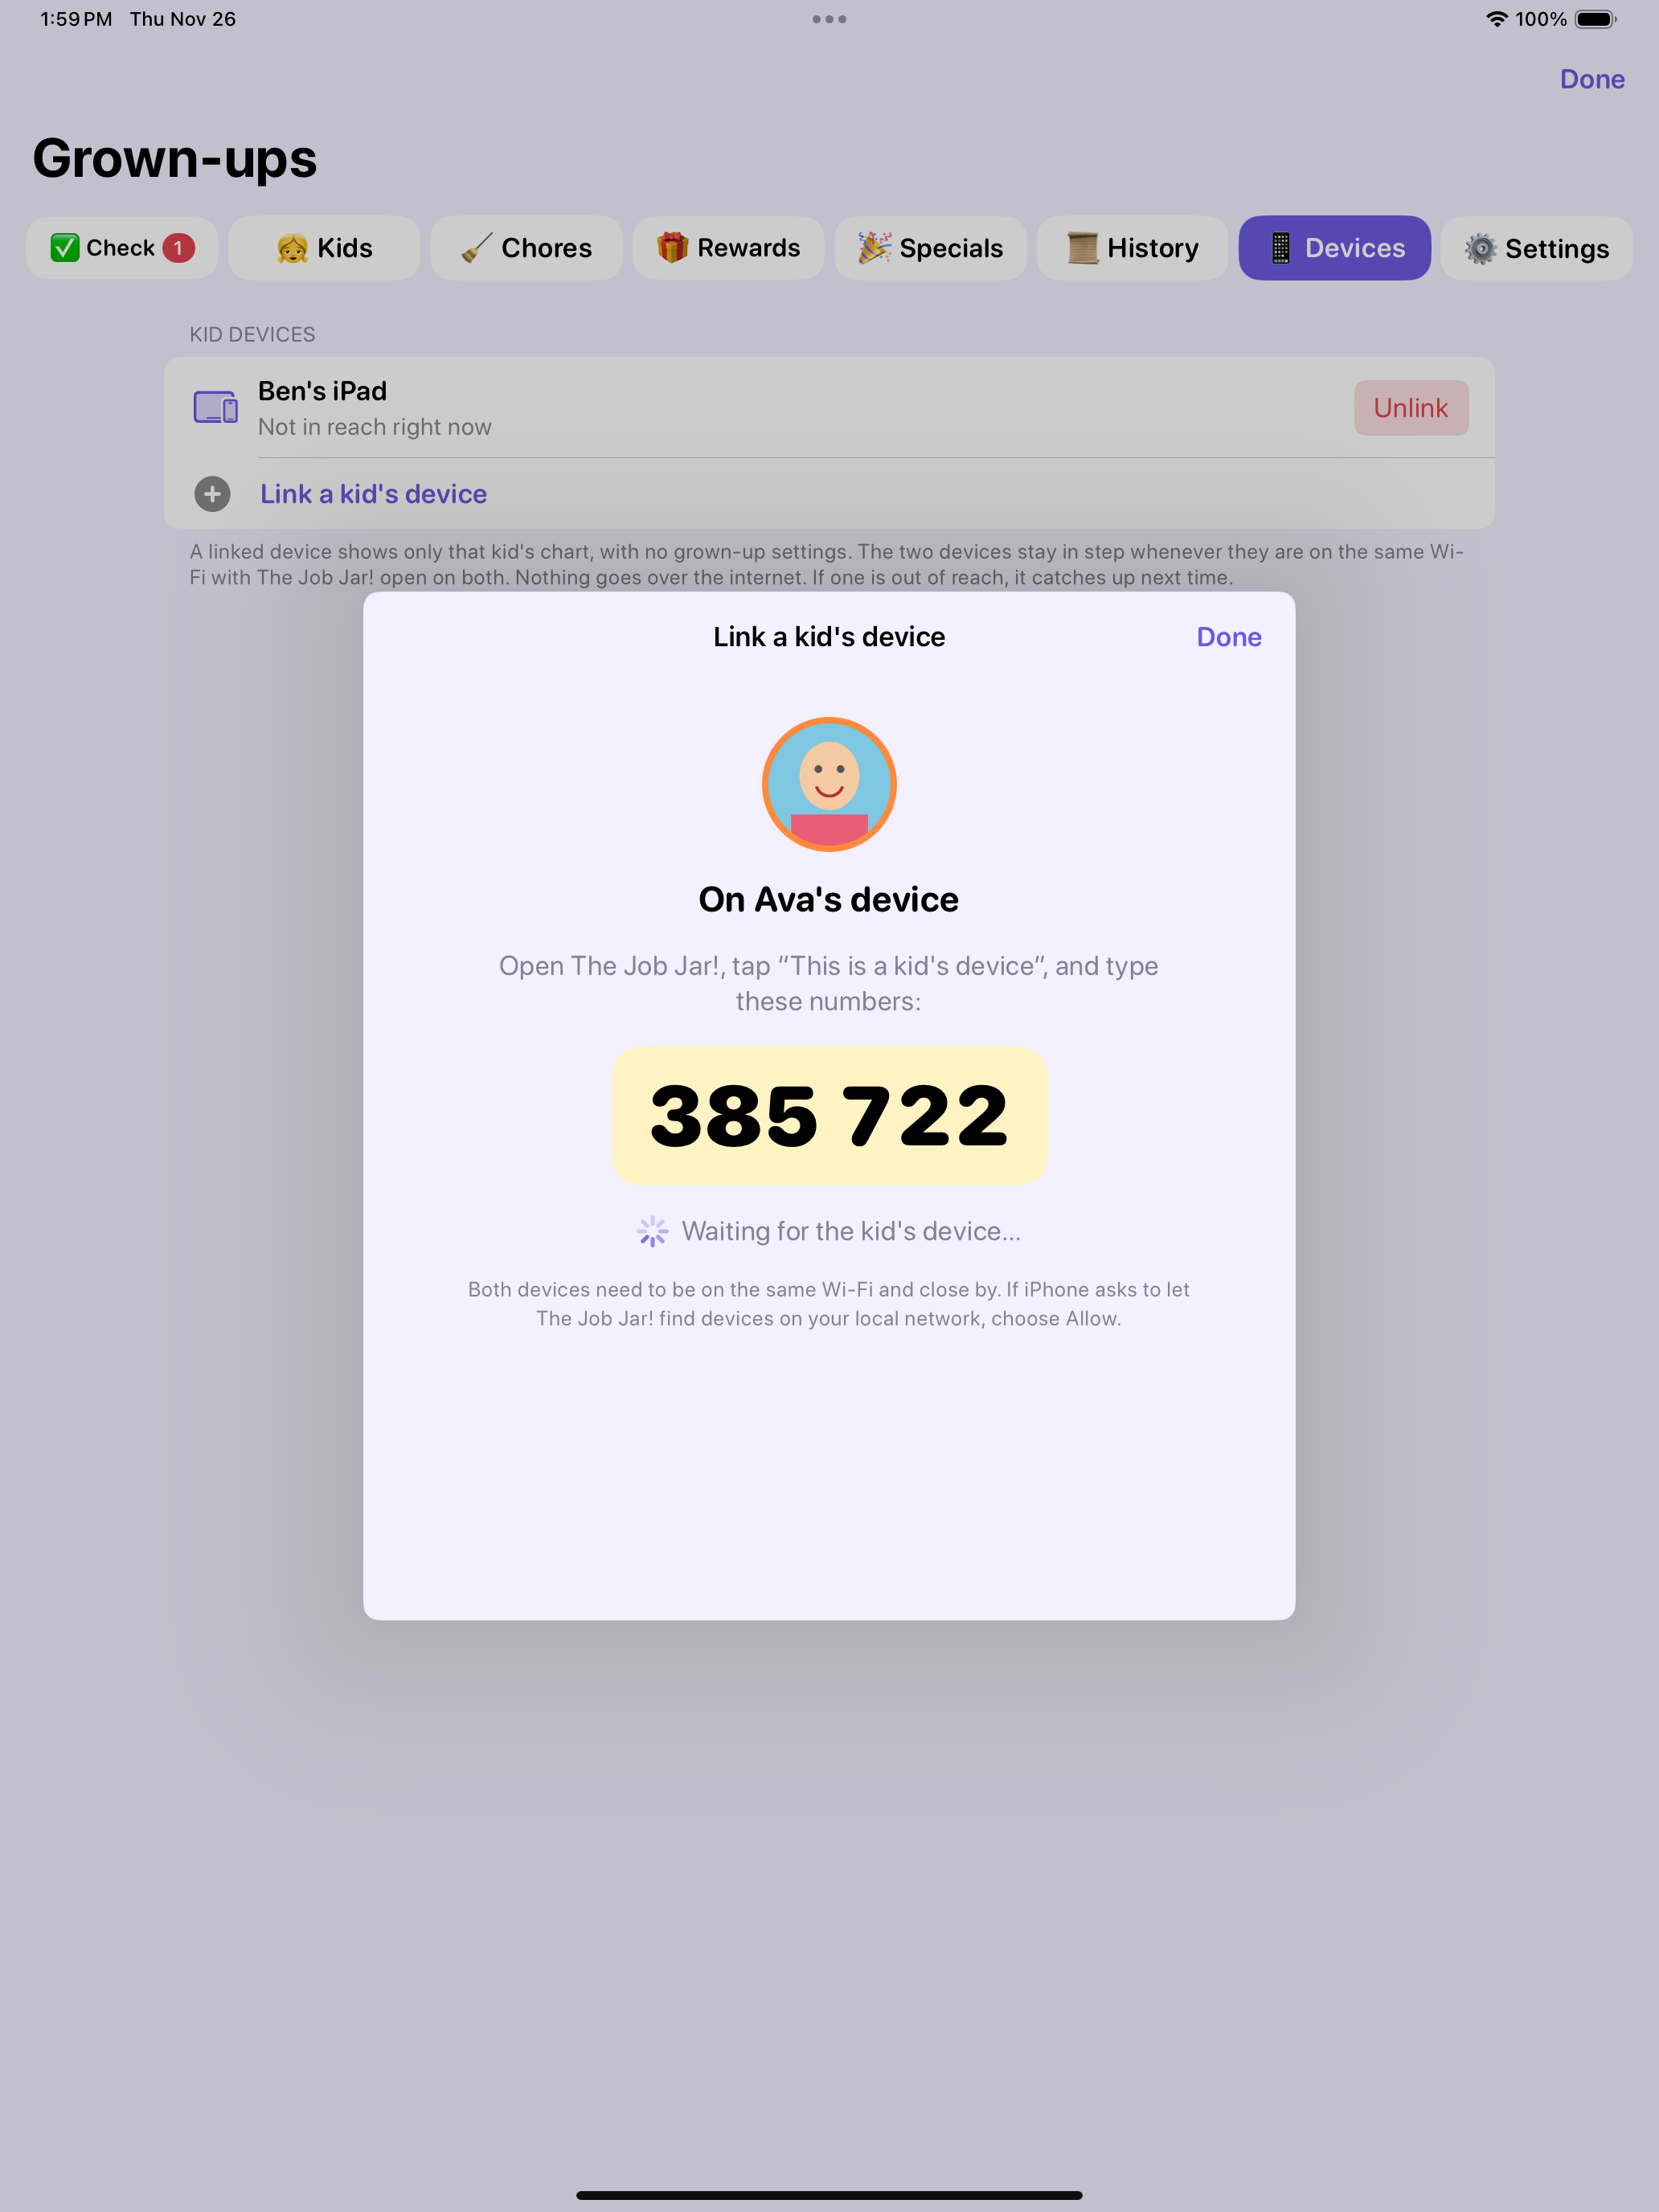 1:59 PM Thu Nov 26
100%
Done
Grown-ups
Check 1
Kids
Chores
Rewards
Specials
History
Devices
Settings
KID DEVICES
Ben's iPad
Not in reach right now
Unlink
Link a kid's device
A linked device shows only that kid's chart, with no grown-up settings. The two devices stay in step whenever they are on the same Wi-
Fi with The Job Jar! open on both. Nothing goes over the internet. If one is out of reach, it catches up next time.
Link a kid's device
Done
On Ava's device
Open The Job Jar!, tap “This is a kid's device”, and type
these numbers:
385 722
Waiting for the kid's device...
Both devices need to be on the same Wi-Fi and close by. If iPhone asks to let
The Job Jar! find devices on your local network, choose Allow.